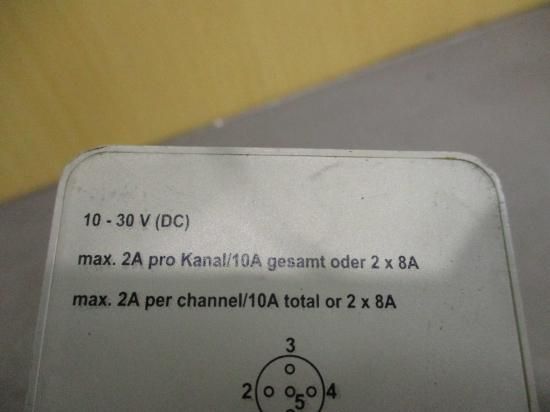 10 - 30 V (DC)
max. 2A pro Kanal/10A gesamt oder 2 x 8A
max. 2A per channel/10A total or 2 x 8A
3
2 5 4